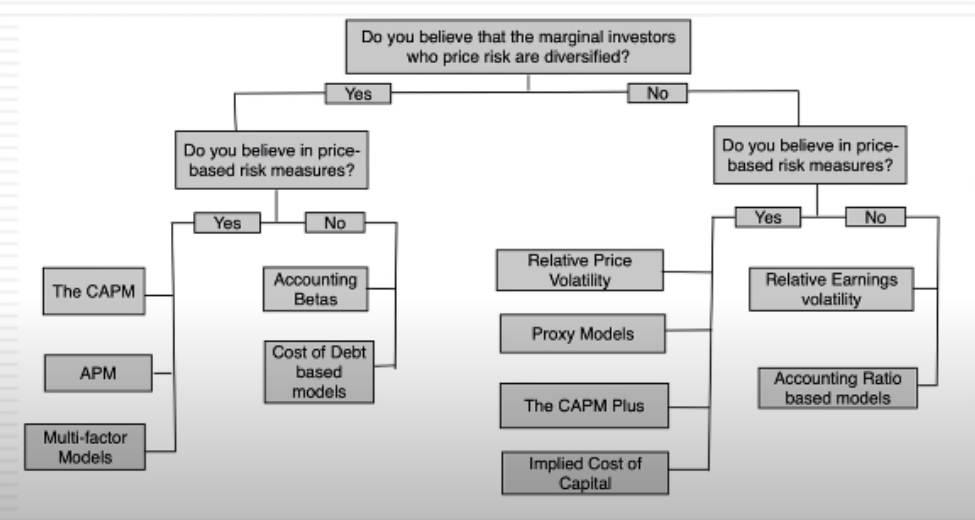 Do you believe that the marginal investors
who price risk are diversified?
Yes
No
Do you believe in price-
based risk measures?
Yes
No
The CAPM
APM
Multi-factor
Models
Accounting
Betas
Cost of Debt
based
models
Do you believe in price-
based risk measures?
Yes
No
Relative Price
Volatility
Proxy Models
The CAPM Plus
Implied Cost of
Capital
Relative Earnings
volatility
Accounting Ratio
based models